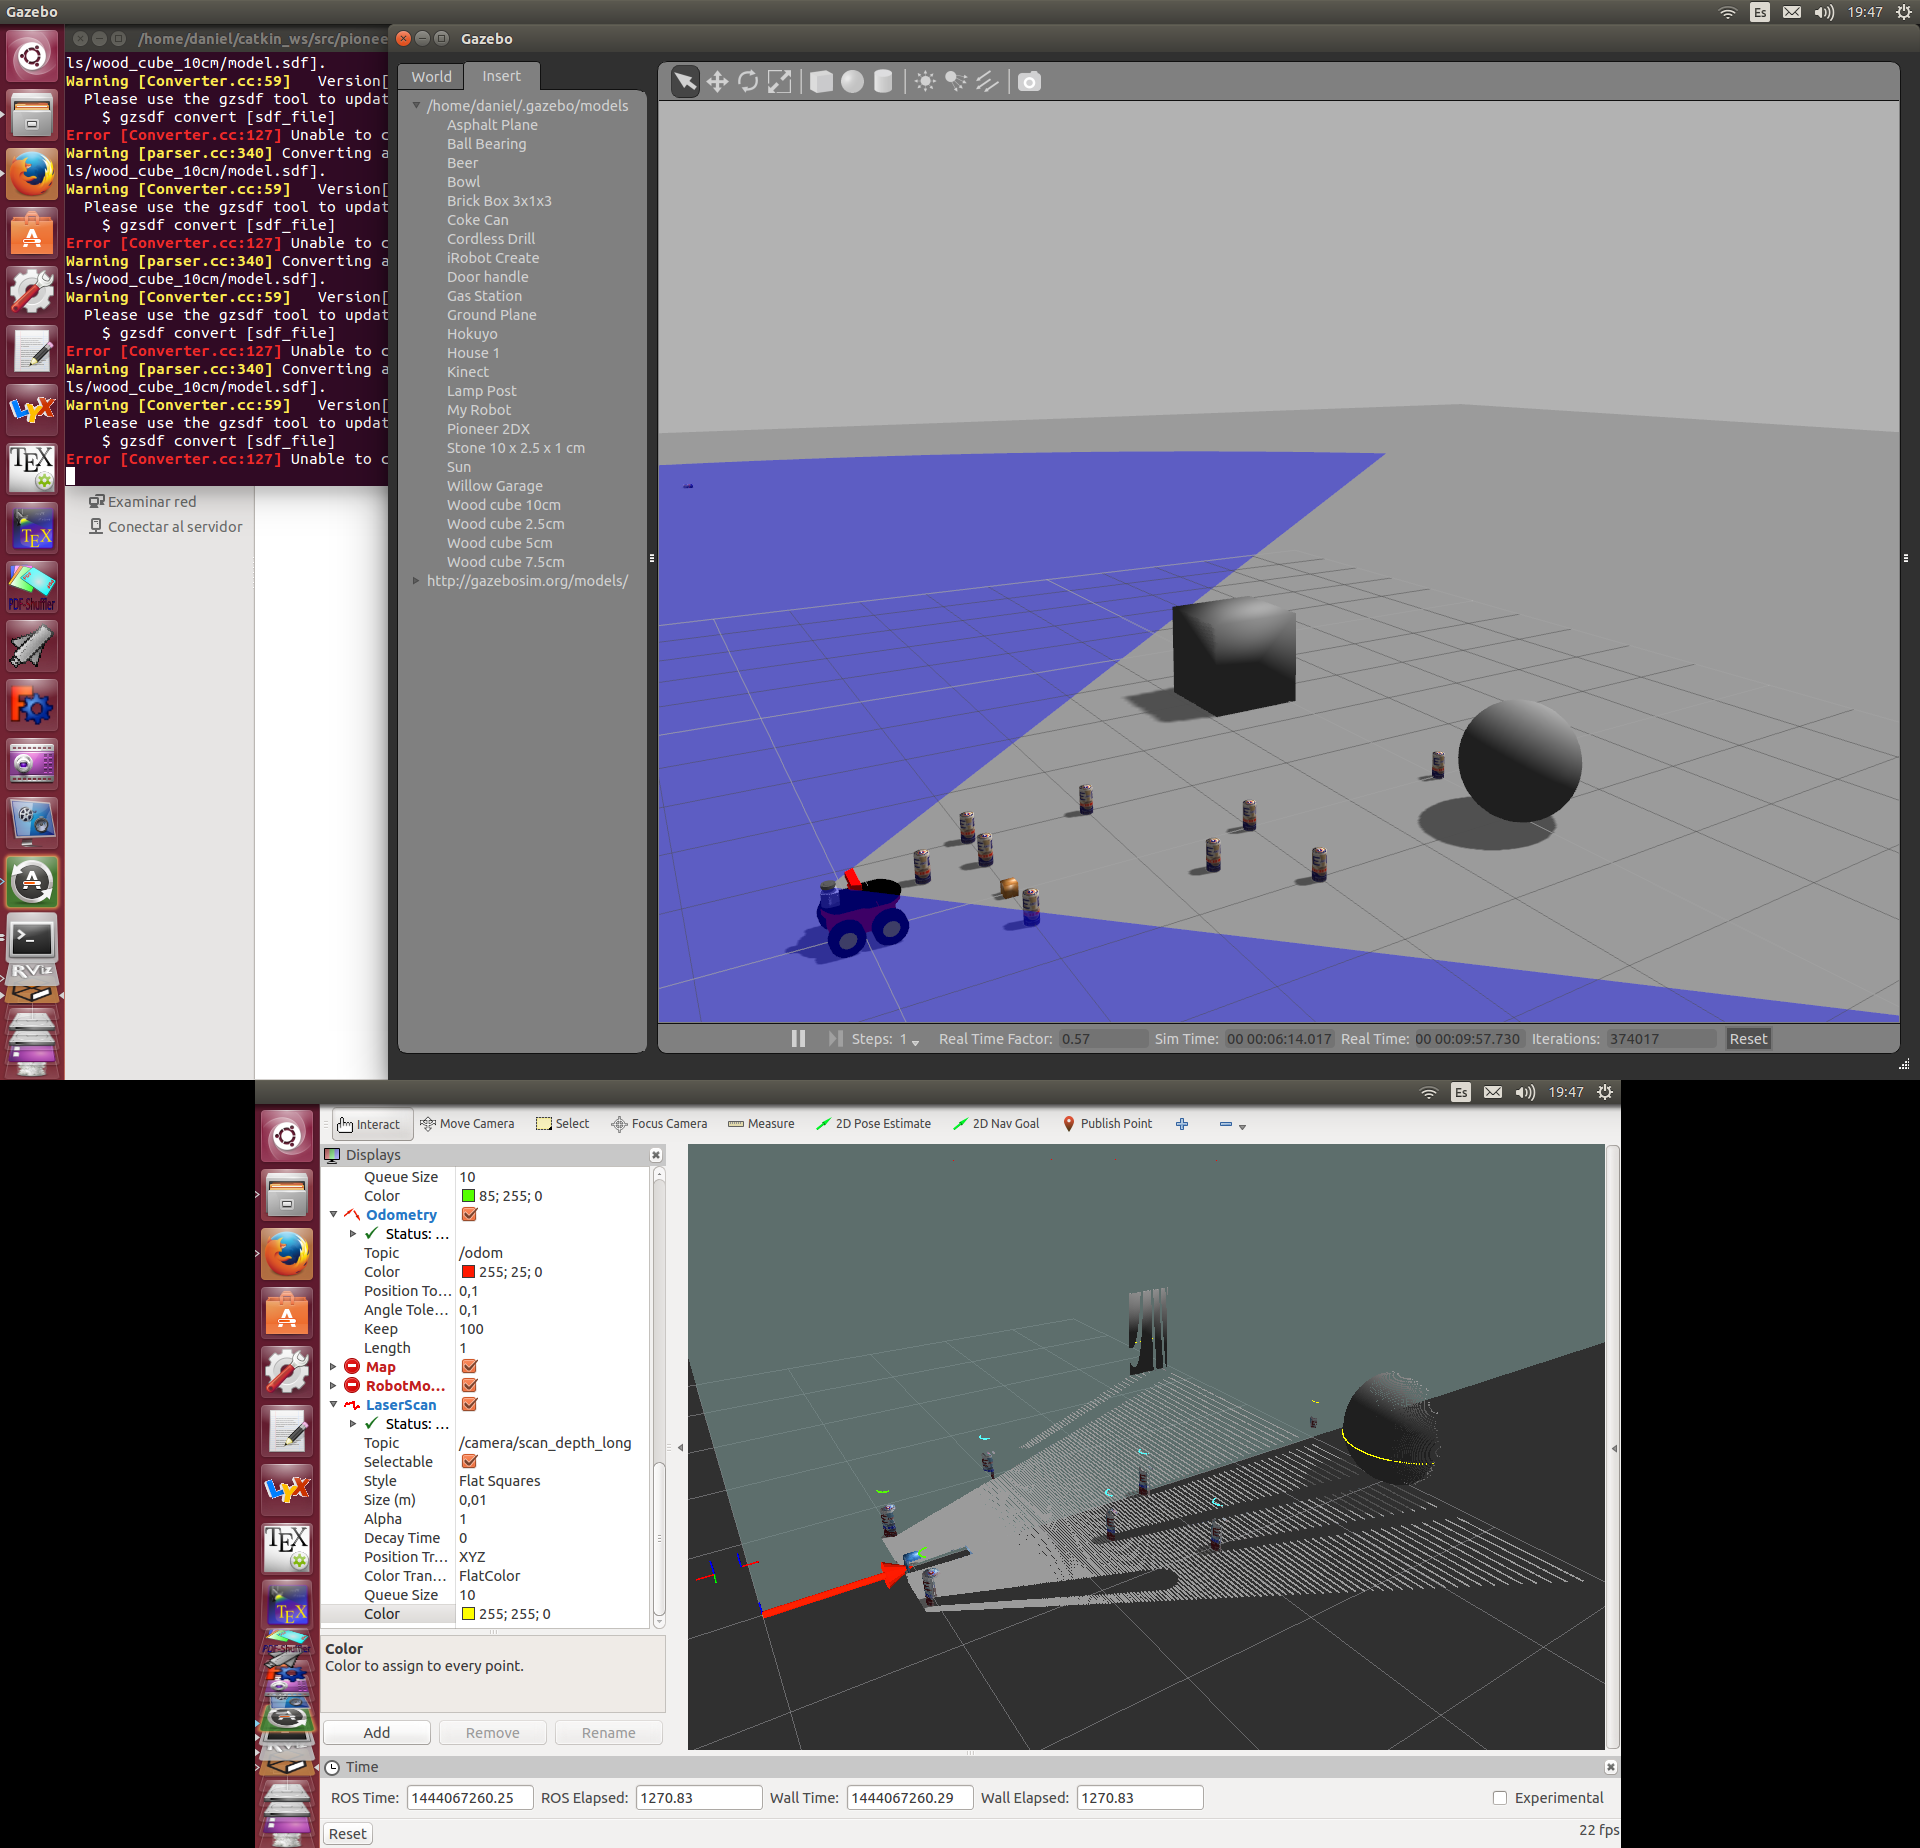 Gazebo
Es
19:47
/home/daniel/catkin_ws/src/pionee
ls/wood_cube_10cm/model.sdf].
Warning [Converter.cc:59]   Version[
Please use the gzsdf tool to updat
$ gzsdf convert [sdf_file]
Error [Converter.cc:127] Unable to c
Warning [parser.cc:340] Converting a
ls/wood_cube_10cm/model.sdf].
Warning [Converter.cc:59]   Version[
Please use the gzsdf tool to updat
$ gzsdf convert [sdf_file]
Error [Converter.cc:127] Unable to c
Warning [parser.cc:340] Converting a
ls/wood_cube_10cm/model.sdf].
Warning [Converter.cc:59]   Version[
Please use the gzsdf tool to updat
$ gzsdf convert [sdf_file]
Error [Converter.cc:127] Unable to c
Warning [parser.cc:340] Converting a
ls/wood_cube_10cm/model.sdf].
Warning [Converter.cc:59]   Version[
Please use the gzsdf tool to updat
$ gzsdf convert [sdf_file]
Error [Converter.cc:127] Unable to c
Examinar red
Conectar al servidor
LyX
TEX
TEX
PDF-Shuffler
RViz
Gazebo
World Insert
/home/daniel/.gazebo/models
Asphalt Plane
Ball Bearing
Beer
Bowl
Brick Box 3x1x3
Coke Can
Cordless Drill
iRobot Create
Door handle
Gas Station
Ground Plane
Hokuyo
House 1
Kinect
Lamp Post
My Robot
Pioneer 2DX
Stone 10 x 2.5 x 1 cm
Sun
Willow Garage
Wood cube 10cm
Wood cube 2.5cm
Wood cube 5cm
Wood cube 7.5cm
http://gazebosim.org/models/
Steps: 1 Real Time Factor: 0.57 Sim Time: 00 00:06:14.017 Real Time: 00 00:09:57.730 Iterations: 374017 Reset
Es
19:47
LyX
TEX
TEX
Interact Move Camera Select Focus Camera Measure 2D Pose Estimate 2D Nav Goal Publish Point
Displays
Queue Size 10
Color 85; 255; 0
Odometry
Status: ...
Topic /odom
Color 255; 25; 0
Position To... 0,1
Angle Tole... 0,1
Keep 100
Length 1
Map
RobotMo...
LaserScan
Status: ...
Topic /camera/scan_depth_long
Selectable
Style Flat Squares
Size (m) 0,01
Alpha 1
Decay Time 0
Position Tr... XYZ
Color Tran... FlatColor
Queue Size 10
Color 255; 255; 0
Color
Color to assign to every point.
Add Remove Rename
Time
ROS Time: 1444067260.25 ROS Elapsed: 1270.83 Wall Time: 1444067260.29 Wall Elapsed: 1270.83 Experimental
Reset
22 fps